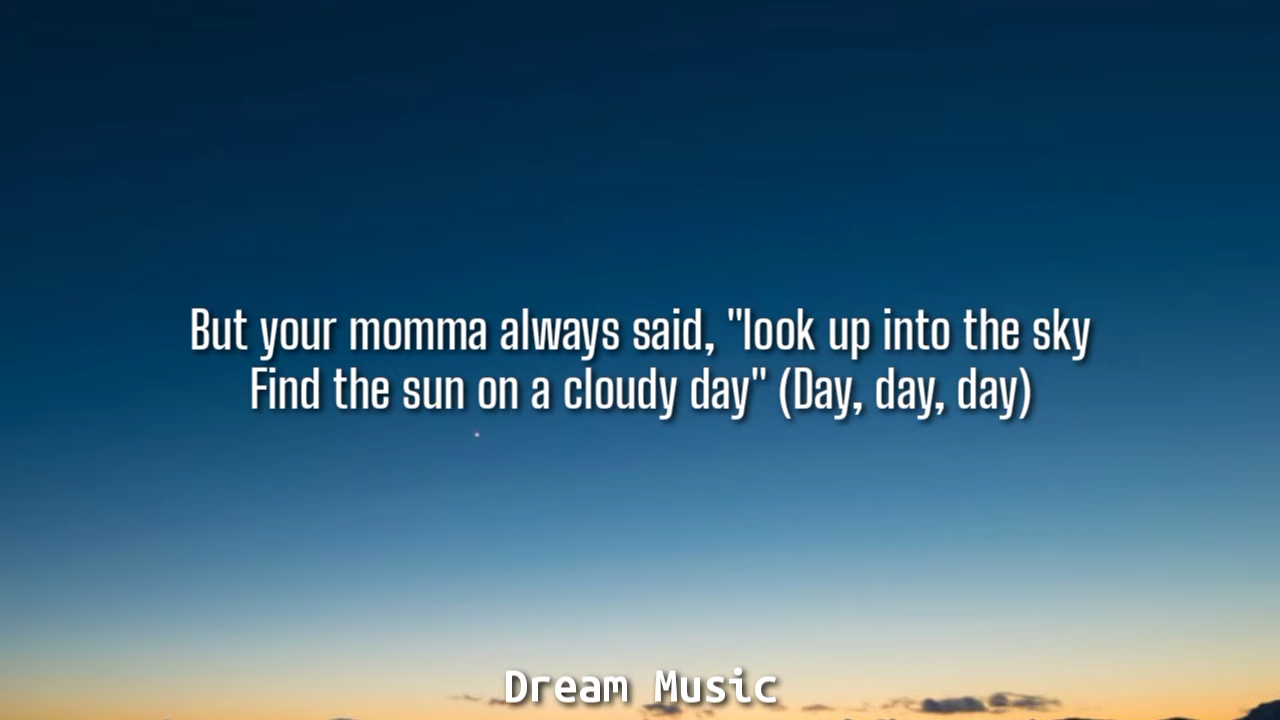 But your momma always said, "look up into the sky
Find the sun on a cloudy day" (Day, day, day)
Dream Music